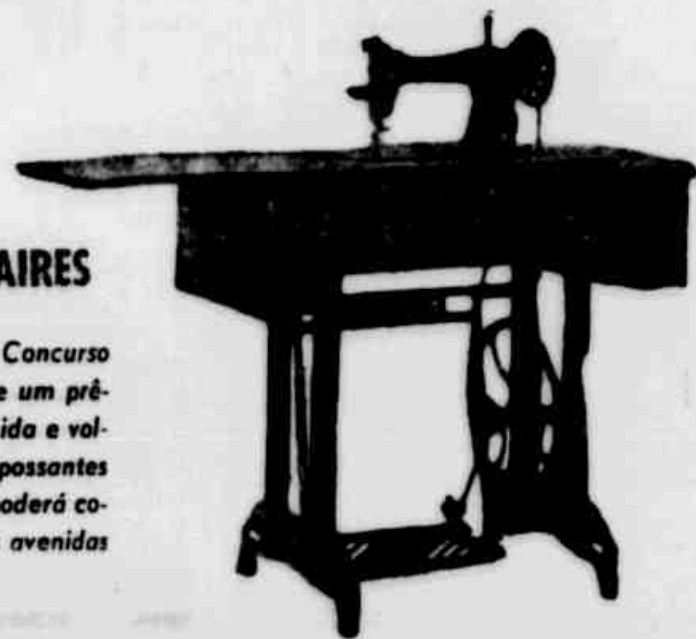 AIRES
Concurso
e um prê-
ida e vol-
possantes
oderá co-
avenidas